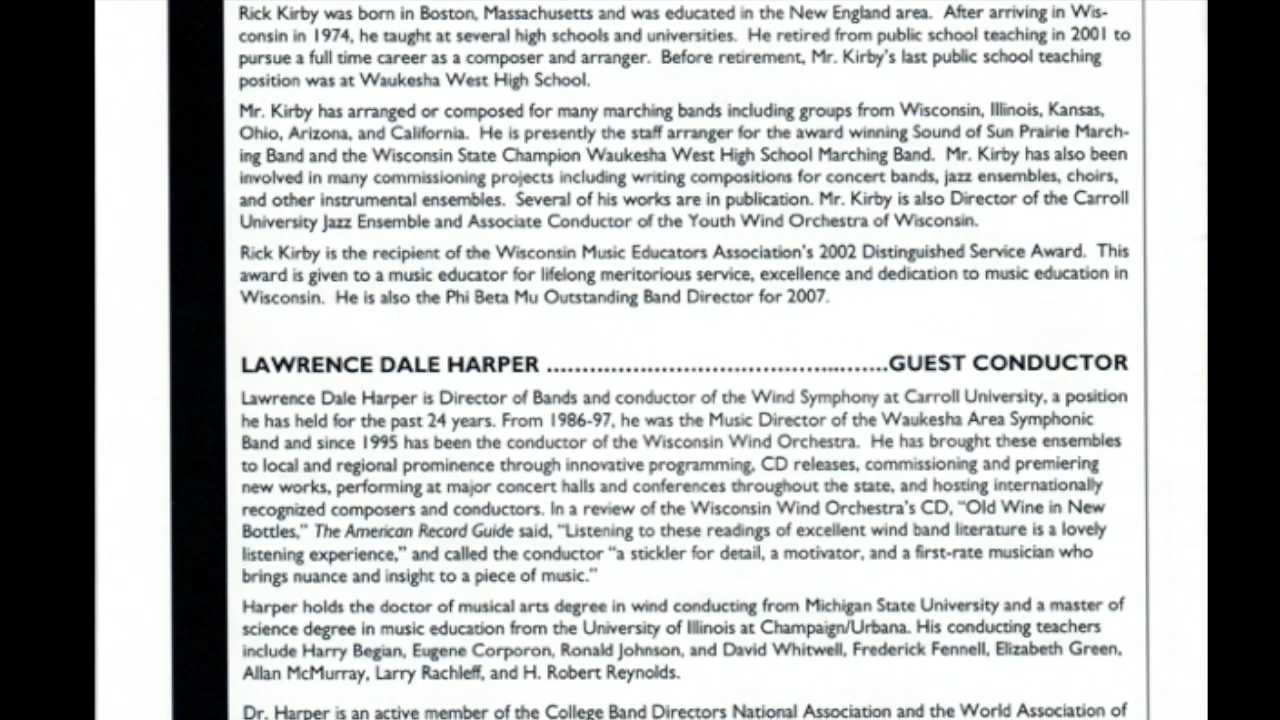 Rick Kirby was born in Boston, Massachusetts and was educated in the New England area. After arriving in Wis-
consin in 1974, he taught at several high schools and universities. He retired from public school teaching in 2001 to
pursue a full time career as a composer and arranger. Before retirement, Mr. Kirby's last public school teaching
position was at Waukesha West High School.
Mr. Kirby has arranged or composed for many marching bands including groups from Wisconsin, Illinois, Kansas,
Ohio, Arizona, and California. He is presently the staff arranger for the award winning Sound of Sun Prairie March-
ing Band and the Wisconsin State Champion Waukesha West High School Marching Band. Mr. Kirby has also been
involved in many commissioning projects including writing compositions for concert bands, jazz ensembles, choirs,
and other instrumental ensembles. Several of his works are in publication. Mr. Kirby is also Director of the Carroll
University Jazz Ensemble and Associate Conductor of the Youth Wind Orchestra of Wisconsin.
Rick Kirby is the recipient of the Wisconsin Music Educators Association's 2002 Distinguished Service Award. This
award is given to a music educator for lifelong meritorious service, excellence and dedication to music education in
Wisconsin. He is also the Phi Beta Mu Outstanding Band Director for 2007.
LAWRENCE DALE HARPER ................................................GUEST CONDUCTOR
Lawrence Dale Harper is Director of Bands and conductor of the Wind Symphony at Carroll University, a position
he has held for the past 24 years. From 1986-97, he was the Music Director of the Waukesha Area Symphonic
Band and since 1995 has been the conductor of the Wisconsin Wind Orchestra. He has brought these ensembles
to local and regional prominence through innovative programming, CD releases, commissioning and premiering
new works, performing at major concert halls and conferences throughout the state, and hosting internationally
recognized composers and conductors. In a review of the Wisconsin Wind Orchestra's CD, "Old Wine in New
Bottles," The American Record Guide said, "Listening to these readings of excellent wind band literature is a lovely
listening experience," and called the conductor "a stickler for detail, a motivator, and a first-rate musician who
brings nuance and insight to a piece of music."
Harper holds the doctor of musical arts degree in wind conducting from Michigan State University and a master of
science degree in music education from the University of Illinois at Champaign/Urbana. His conducting teachers
include Harry Begian, Eugene Corporon, Ronald Johnson, and David Whitwell, Frederick Fennell, Elizabeth Green,
Allan McMurray, Larry Rachleff, and H. Robert Reynolds.
Dr. Harper is an active member of the College Band Directors National Association and the World Association of